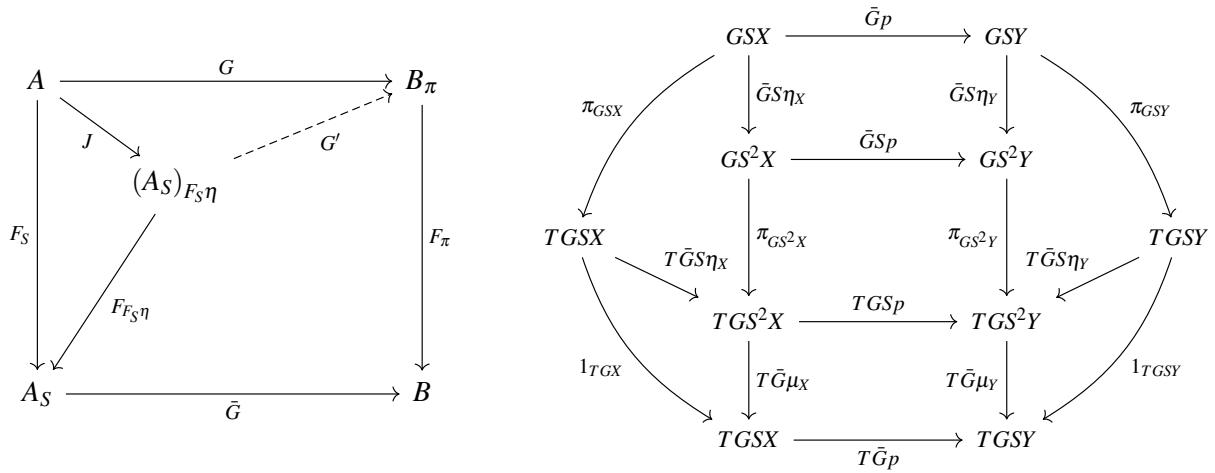 A G B_π
J
G′
(A_S)_{F_Sη}
F_S F_π
F_{F_Sη}
A_S Ḡ B
GSX Ḡp GSY
π_{GSX} ḠSη_X ḠSη_Y π_{GSY}
GS²X ḠSp GS²Y
TGSX π_{GS²X} π_{GS²Y} TGSY
TḠSη_X TḠSη_Y
TGS²X TGSp TGS²Y
1_{TGX} TḠμ_X TḠμ_Y 1_{TGSY}
TGSX TḠp TGSY